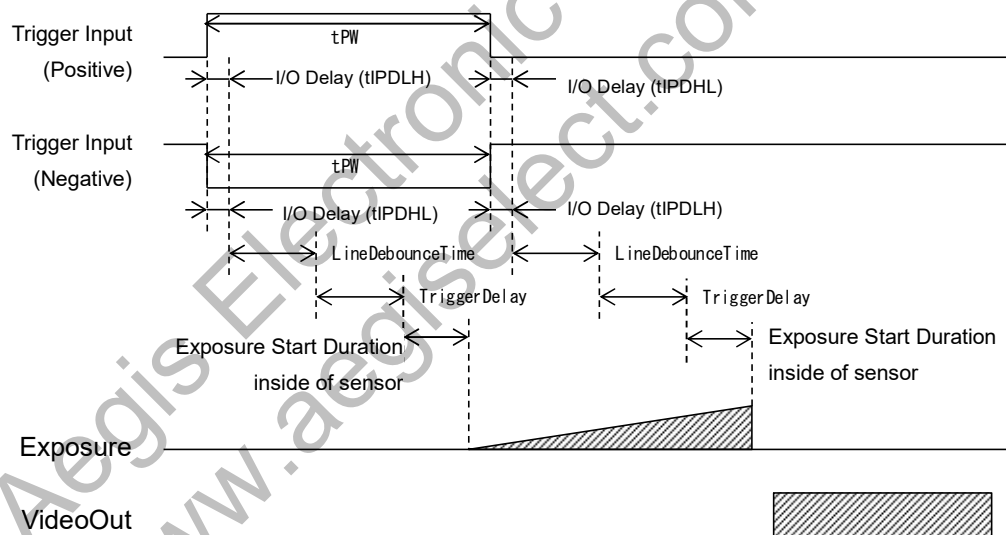 Trigger Input
(Positive)
tPW
I/O Delay (tIPDLH)
I/O Delay (tIPDHL)
Trigger Input
(Negative)
tPW
I/O Delay (tIPDHL)
I/O Delay (tIPDLH)
LineDebounceTime
LineDebounceTime
TriggerDelay
TriggerDelay
Exposure Start Duration
inside of sensor
Exposure Start Duration
inside of sensor
Exposure
VideoOut
Aegis Electronic
www.aegiselect.co